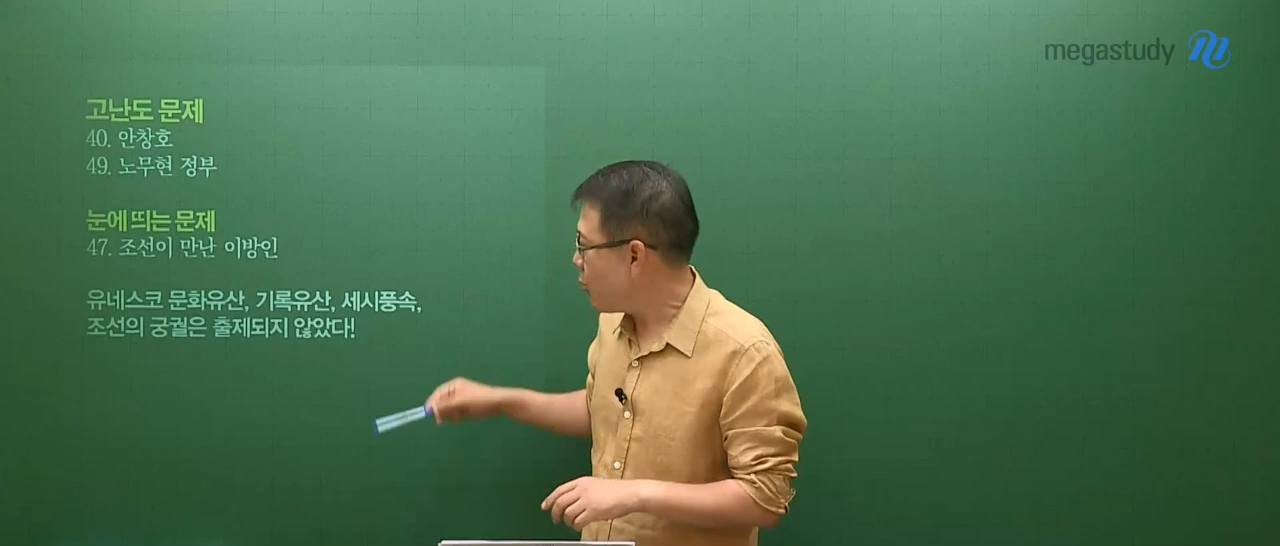 megastudy
고난도 문제
40. 안창호
49. 노무현 정부
눈에 띄는 문제
47. 조선이 만난 이방인
유네스코 문화유산, 기록유산, 세시풍속,
조선의 궁궐은 출제되지 않았다!